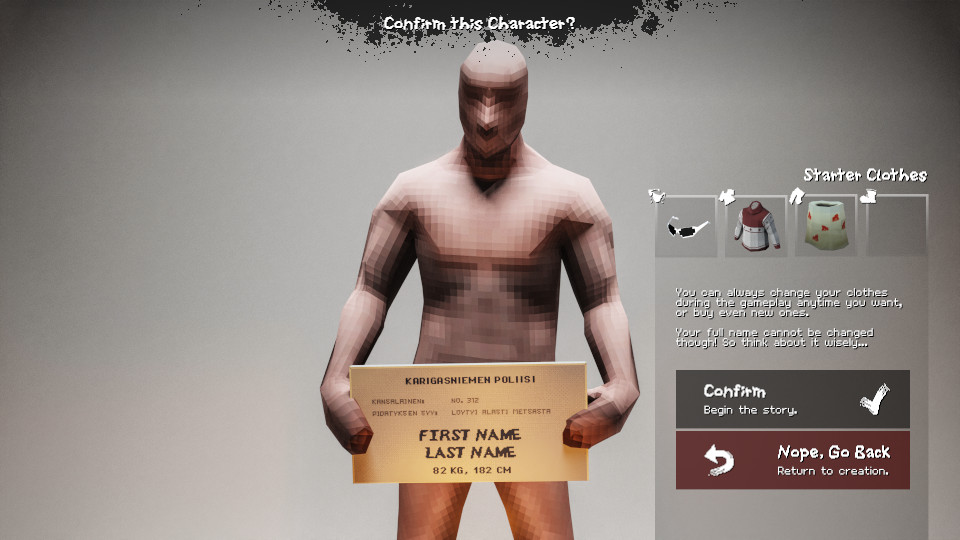 Confirm this Character?
Starter Clothes
You can always change your clothes
during the gameplay anytime you want,
or buy even new ones.
Your full name cannot be changed
though! So think about it wisely...
KARIGASNIEMEN POLIISI
KANSALAINEN: NO. 312
PIDATYKSEN SYY: LOYTYI ALASTI METSASTA
FIRST NAME
LAST NAME
82 KG, 182 CM
Confirm
Begin the story.
Nope, Go Back
Return to creation.